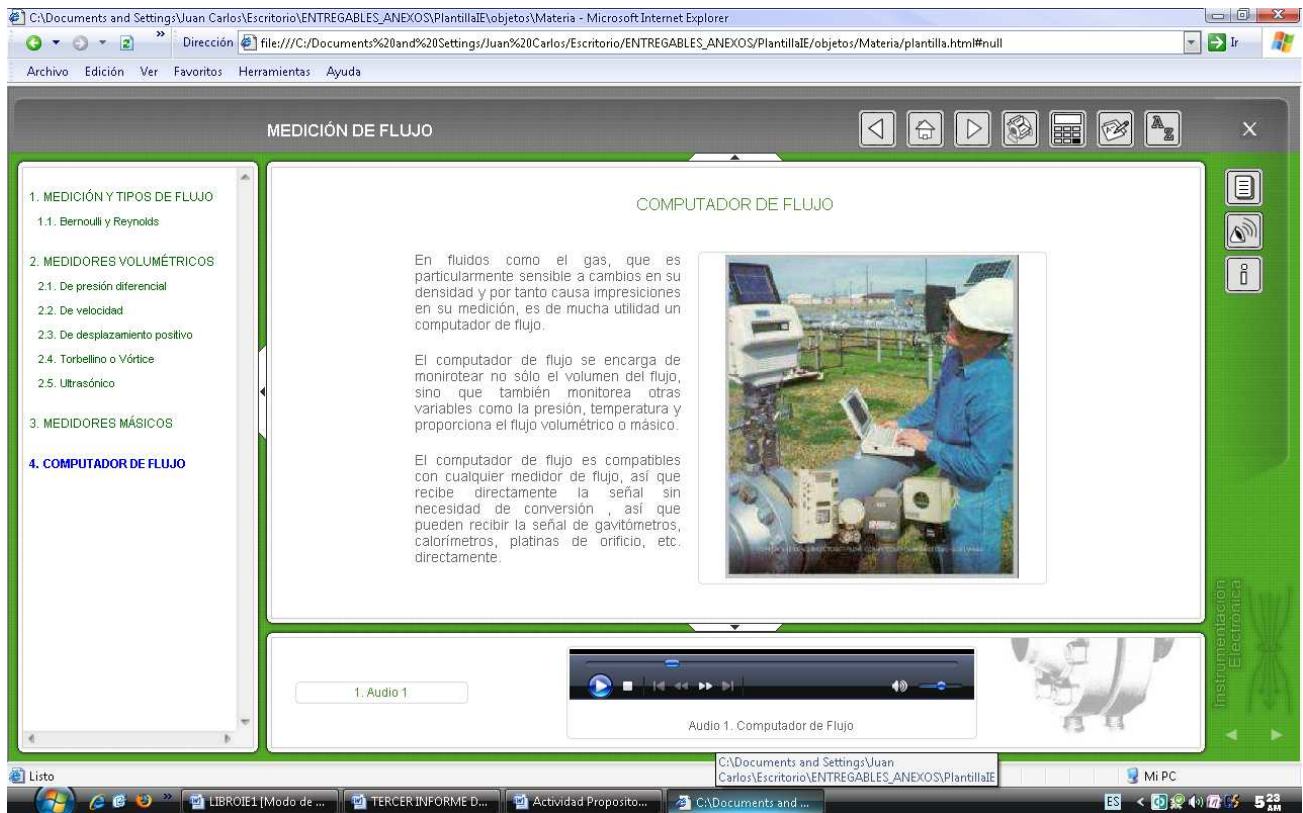 C:\Documents and Settings\Juan Carlos\Escritorio\ENTREGABLES_ANEXOS\PlantillaIE\objetos\Materia - Microsoft Internet Explorer
Dirección file:///C:/Documents%20and%20Settings/Juan%20Carlos/Escritorio/ENTREGABLES_ANEXOS/PlantillaIE/objetos/Materia/plantilla.html#null Ir
Archivo Edición Ver Favoritos Herramientas Ayuda
MEDICIÓN DE FLUJO
A Z
X
1. MEDICIÓN Y TIPOS DE FLUJO
1.1. Bernoulli y Reynolds
2. MEDIDORES VOLUMÉTRICOS
2.1. De presión diferencial
2.2. De velocidad
2.3. De desplazamiento positivo
2.4. Torbellino o Vórtice
2.5. Ultrasónico
3. MEDIDORES MÁSICOS
4. COMPUTADOR DE FLUJO
COMPUTADOR DE FLUJO
En fluidos como el gas, que es
particularmente sensible a cambios en su
densidad y por tanto causa impresiciones
en su medición, es de mucha utilidad un
computador de flujo.
El computador de flujo se encarga de
monirotear no sólo el volumen del flujo,
sino que también monitorea otras
variables como la presión, temperatura y
proporciona el flujo volumétrico o másico.
El computador de flujo es compatibles
con cualquier medidor de flujo, así que
recibe directamente la señal sin
necesidad de conversión , así que
pueden recibir la señal de gavitómetros,
calorímetros, platinas de orificio, etc.
directamente.
1. Audio 1
Audio 1. Computador de Flujo
Instrumentación
Electrónica
C:\Documents and Settings\Juan
Carlos\Escritorio\ENTREGABLES_ANEXOS\PlantillaIE
Listo
Mi PC
LIBROIE1 [Modo de ...
TERCER INFORME D...
Actividad Proposito...
C:\Documents and ...
ES
5 23 AM